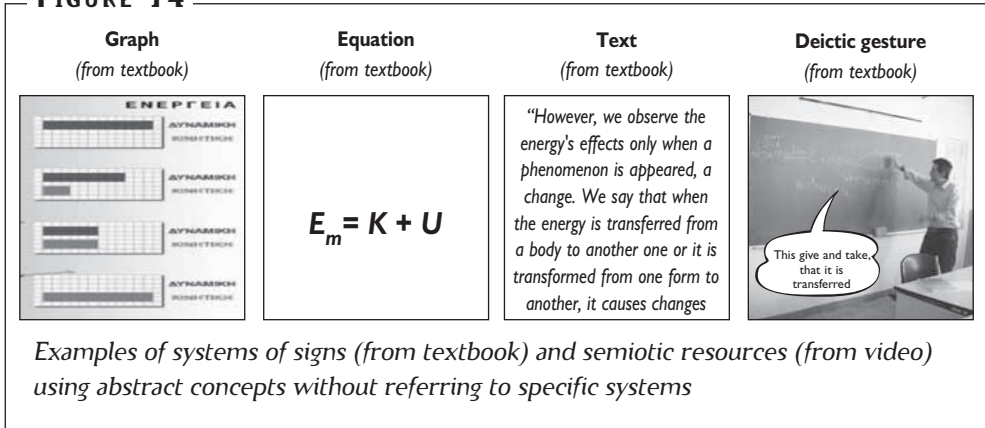 FIGURE 14
Graph
(from textbook)
ΕΝΕΡΓΕΙΑ
ΔΥΝΑΜΙΚΗ
ΚΙΝΗΤΙΚΗ
ΔΥΝΑΜΙΚΗ
ΚΙΝΗΤΙΚΗ
ΔΥΝΑΜΙΚΗ
ΚΙΝΗΤΙΚΗ
ΔΥΝΑΜΙΚΗ
ΚΙΝΗΤΙΚΗ
Equation
(from textbook)
Em= K + U
Text
(from textbook)
“However, we observe the
energy's effects only when a
phenomenon is appeared, a
change. We say that when
the energy is transferred from
a body to another one or it is
transformed from one form to
another, it causes changes
Deictic gesture
(from textbook)
This give and take,
that it is
transferred
Examples of systems of signs (from textbook) and semiotic resources (from video)
using abstract concepts without referring to specific systems